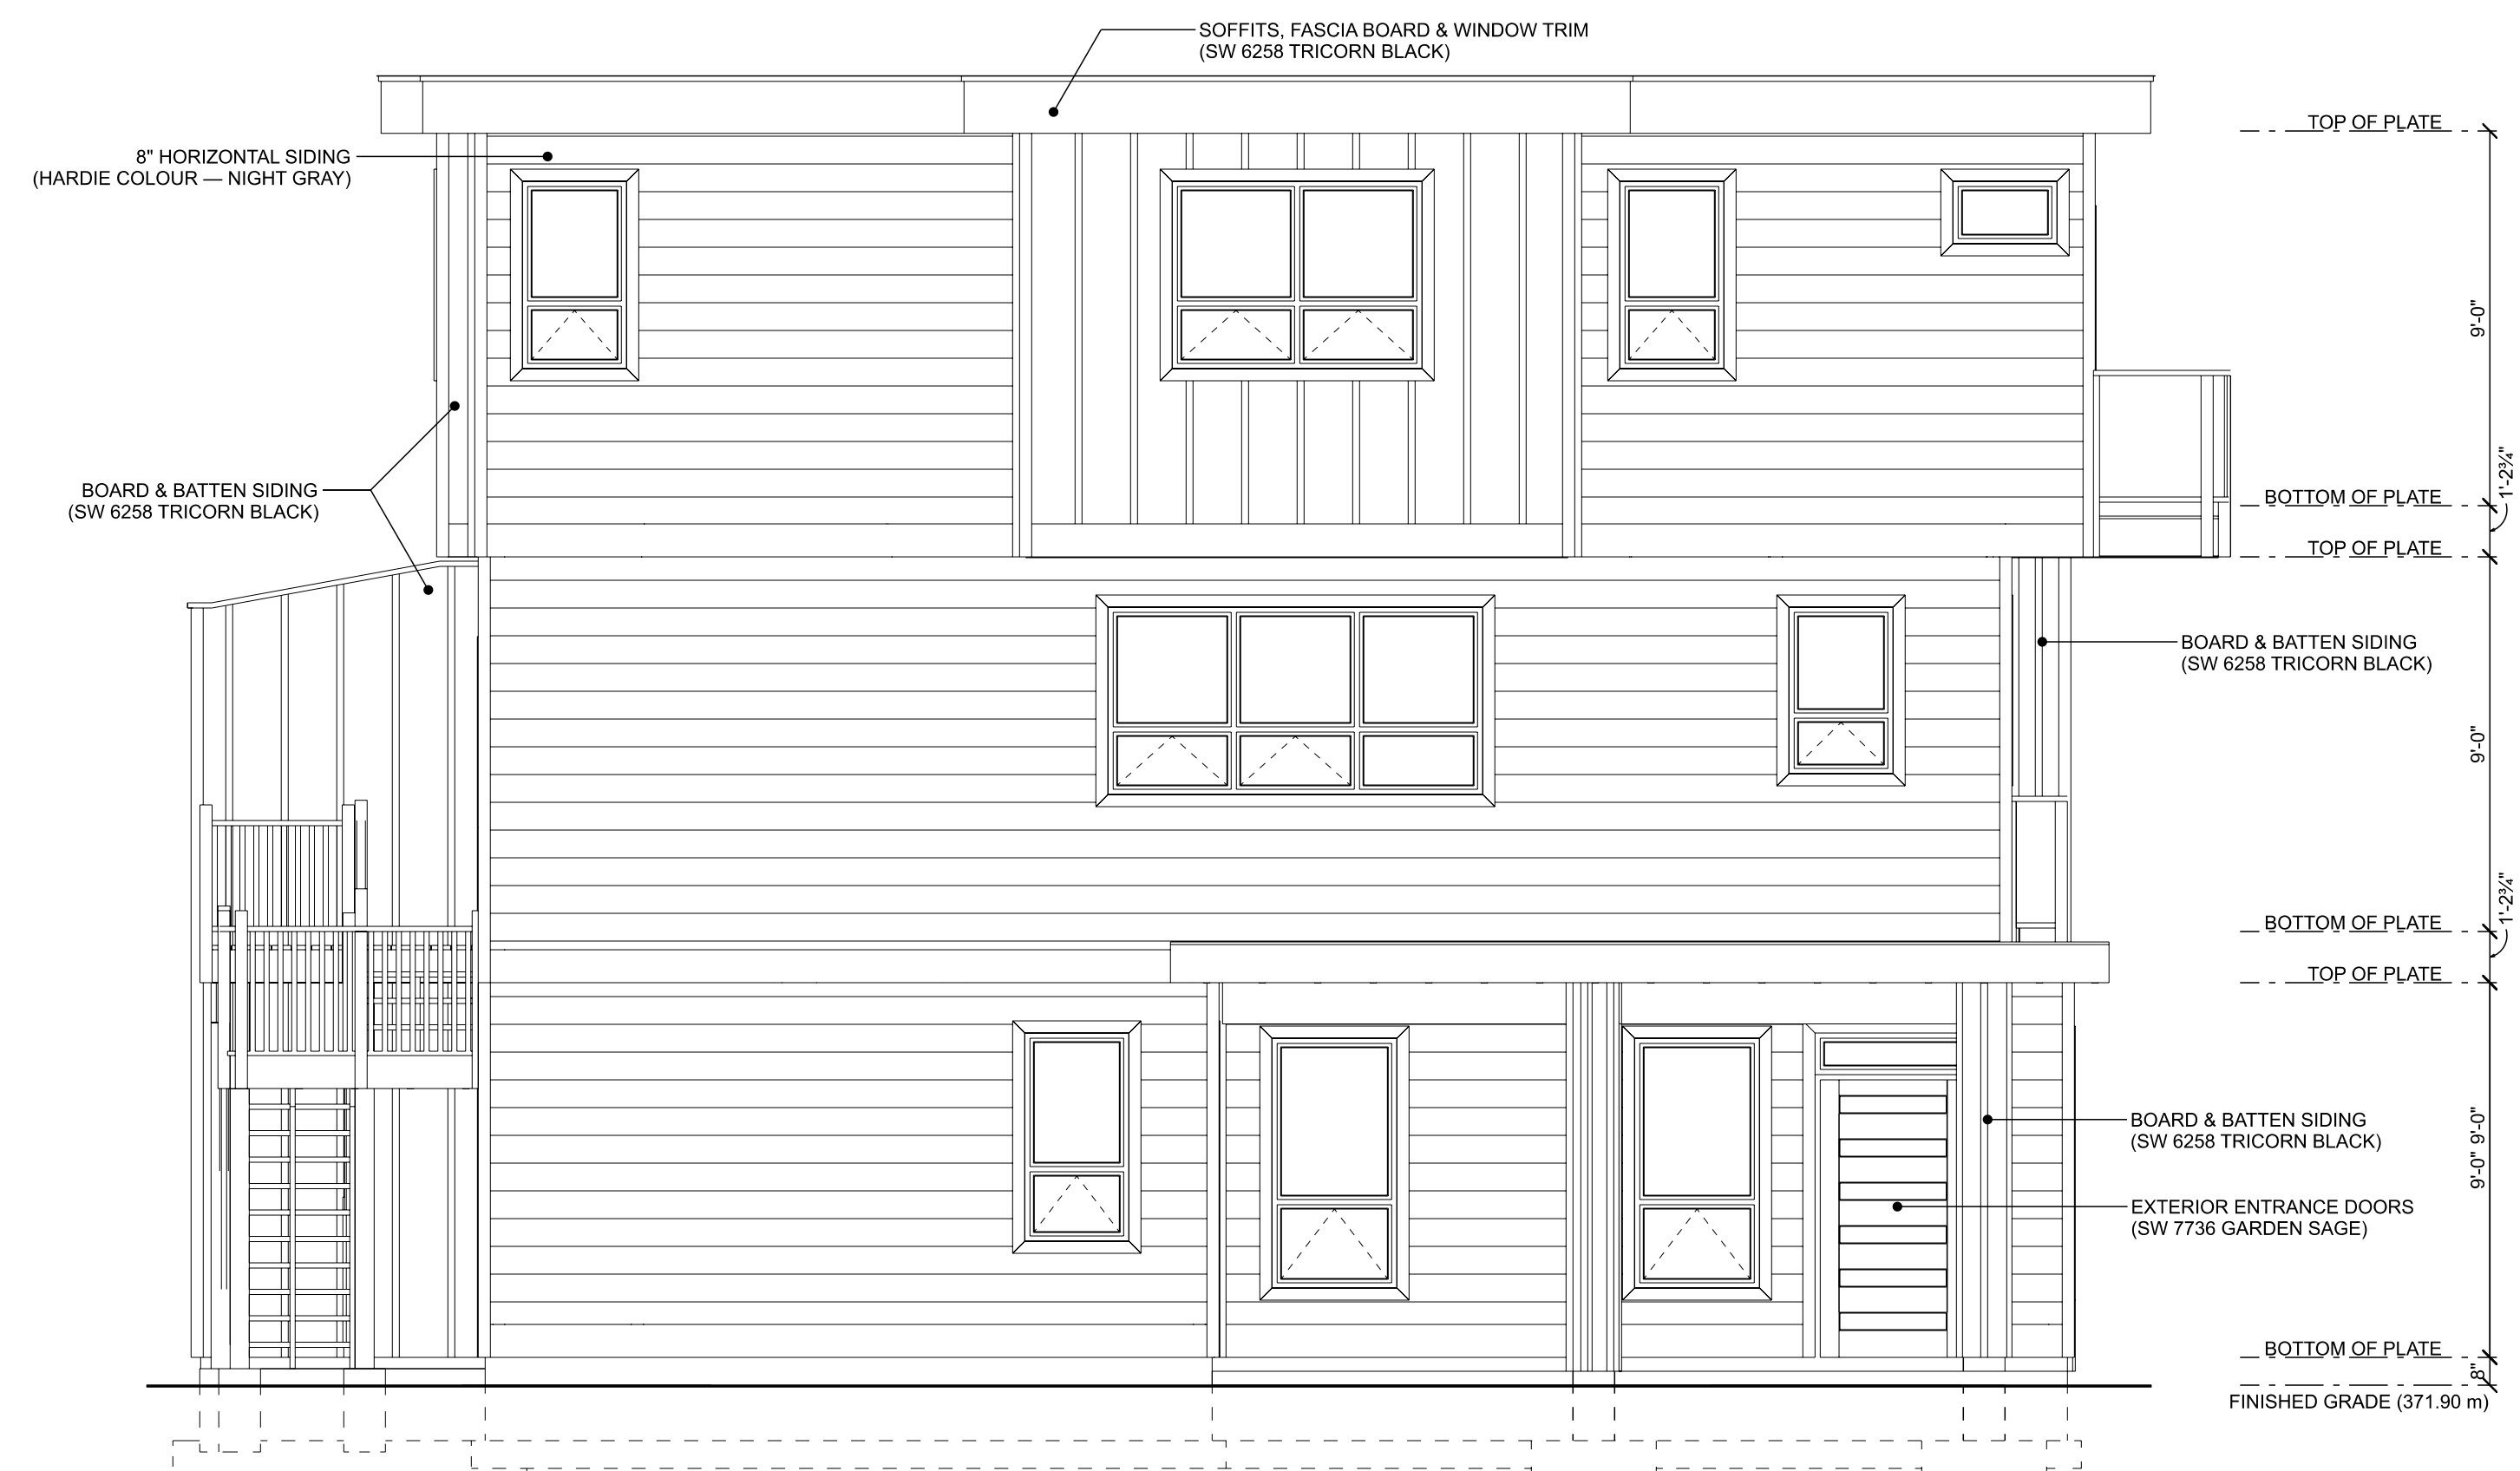 SOFFITS, FASCIA BOARD & WINDOW TRIM
(SW 6258 TRICORN BLACK)
TOP OF PLATE
8" HORIZONTAL SIDING
(HARDIE COLOUR — NIGHT GRAY)
9'-0"
1'-2¾"
BOARD & BATTEN SIDING
(SW 6258 TRICORN BLACK)
BOTTOM OF PLATE
TOP OF PLATE
BOARD & BATTEN SIDING
(SW 6258 TRICORN BLACK)
9'-0"
1'-2¾"
BOTTOM OF PLATE
TOP OF PLATE
BOARD & BATTEN SIDING
(SW 6258 TRICORN BLACK)
9'-0" 9'-0"
EXTERIOR ENTRANCE DOORS
(SW 7736 GARDEN SAGE)
BOTTOM OF PLATE
8"
FINISHED GRADE (371.90 m)